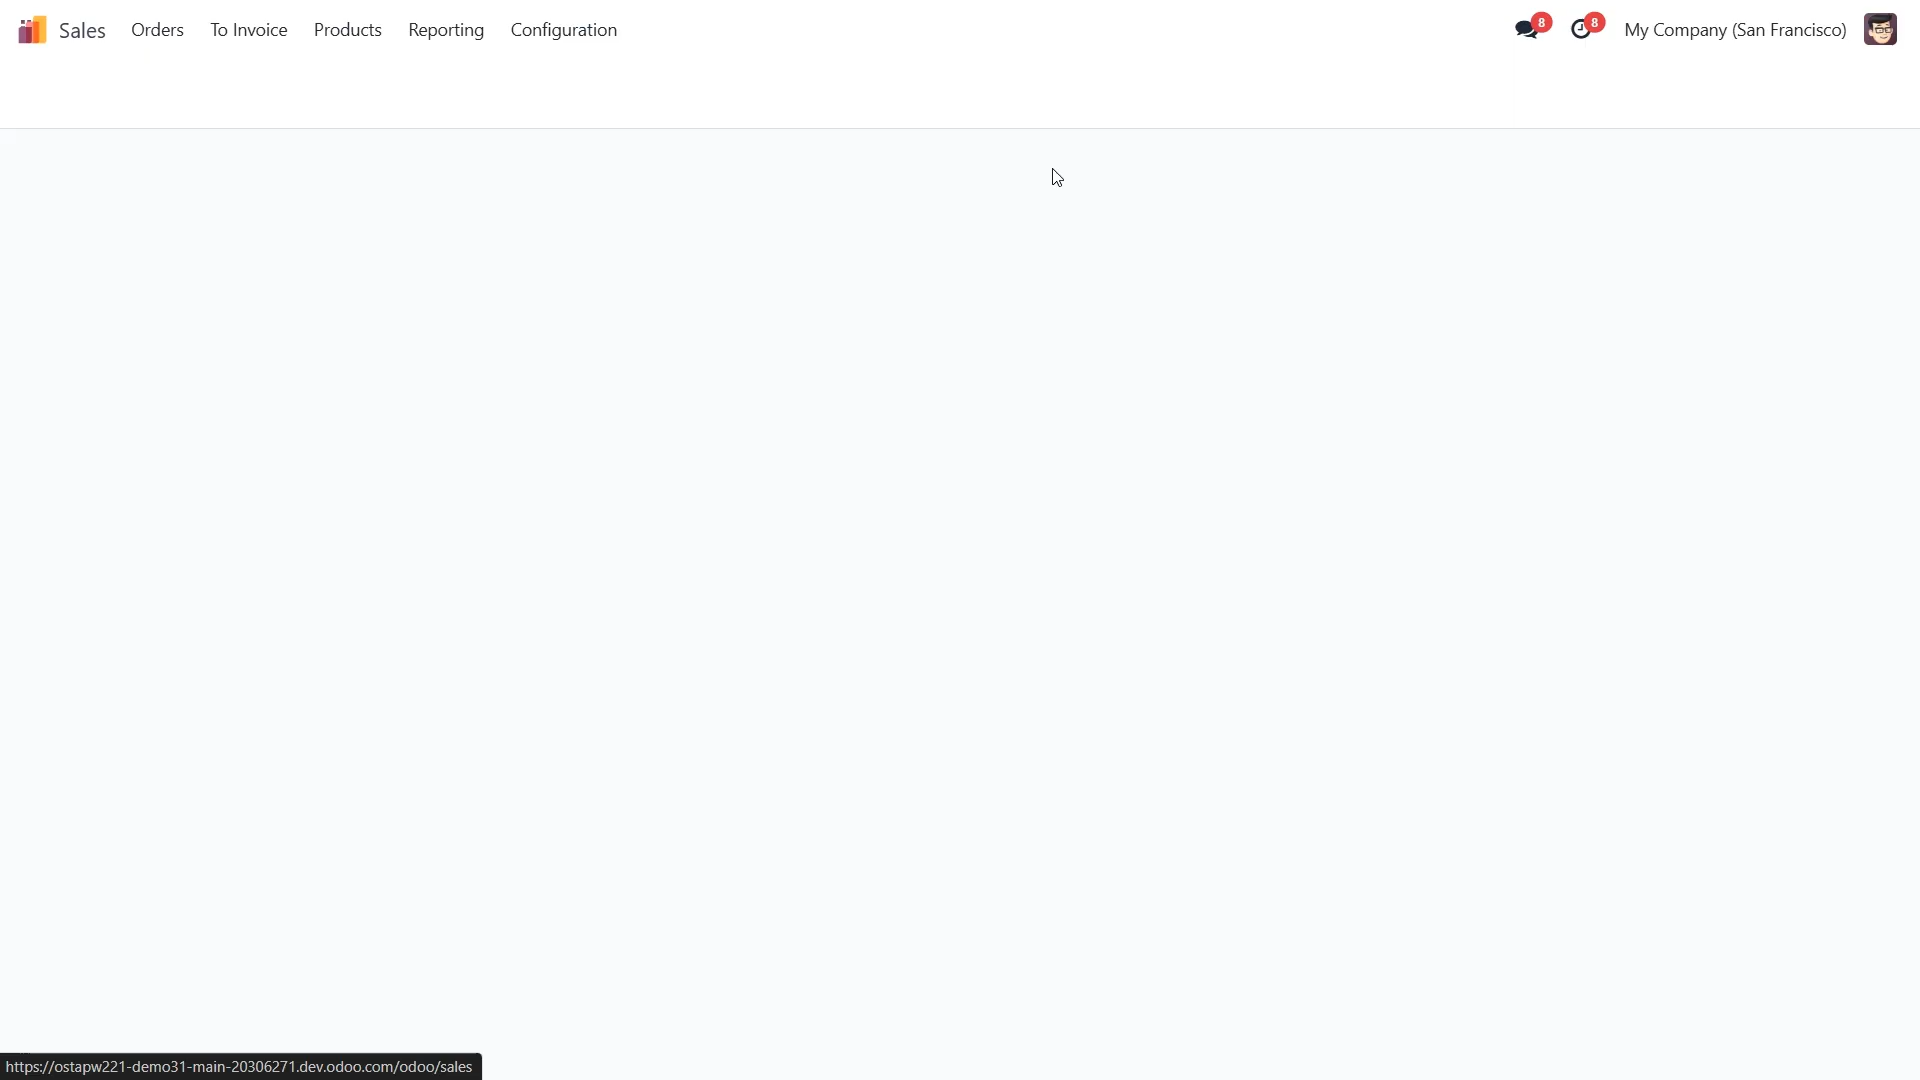 Sales Orders To Invoice Products Reporting Configuration 8 8 My Company (San Francisco)
https://ostapw221-demo31-main-20306271.dev.odoo.com/odoo/sales